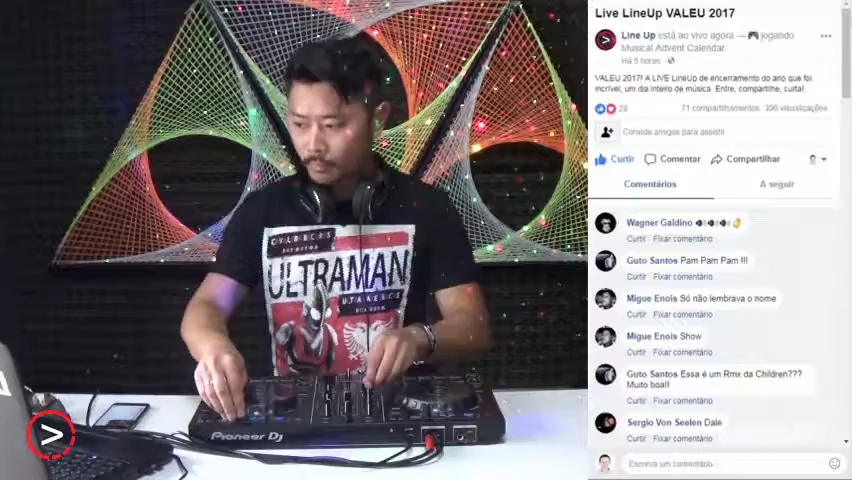 Live LineUp VALEU 2017
Line Up está ao vivo agora — 🎮 jogando
Musical Advent Calendar
Há 5 horas ·
VALEU 2017! A LIVE LineUp de encerramento do ano que foi
incrível, um dia inteiro de música. Entre, compartilhe, curta!
28
71 compartilhamentos 390 visualizações
Convide amigos para assistir
Curtir Comentar Compartilhar
Comentários A seguir
Wagner Galdino
Curtir Fixar comentário
Guto Santos Pam Pam Pam !!!
Curtir Fixar comentário
Migue Enois Só não lembrava o nome
Curtir Fixar comentário
Migue Enois Show
Curtir Fixar comentário
Guto Santos Essa é um Rmx da Children???
Muito boa!!
Curtir Fixar comentário
Sergio Von Seelen Dale
Curtir Fixar comentário
Escreva um comentário...
ULTRAMAN
Pioneer Dj